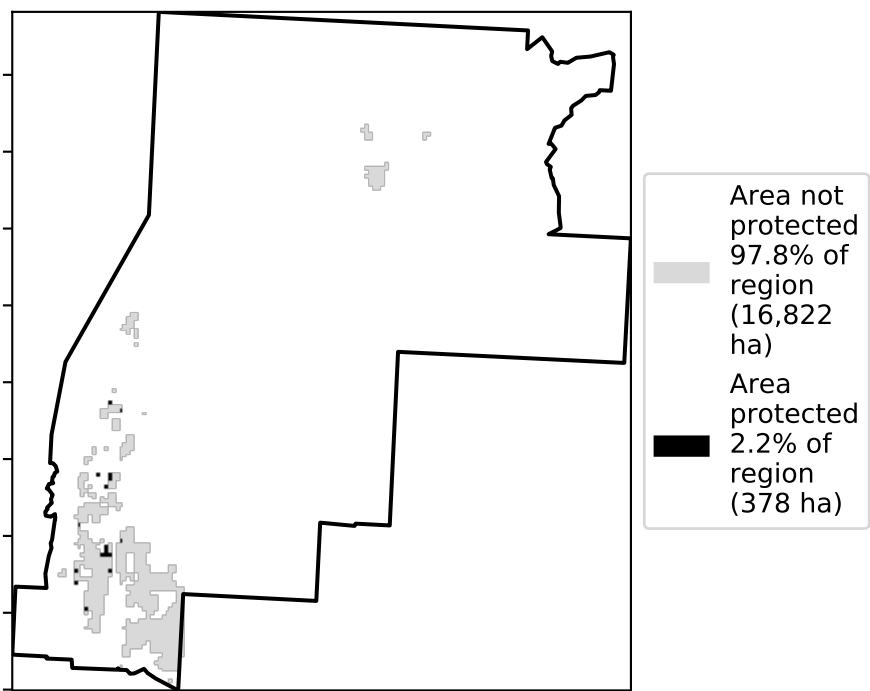 Area not
protected
97.8% of
region
(16,822
ha)
Area
protected
2.2% of
region
(378 ha)